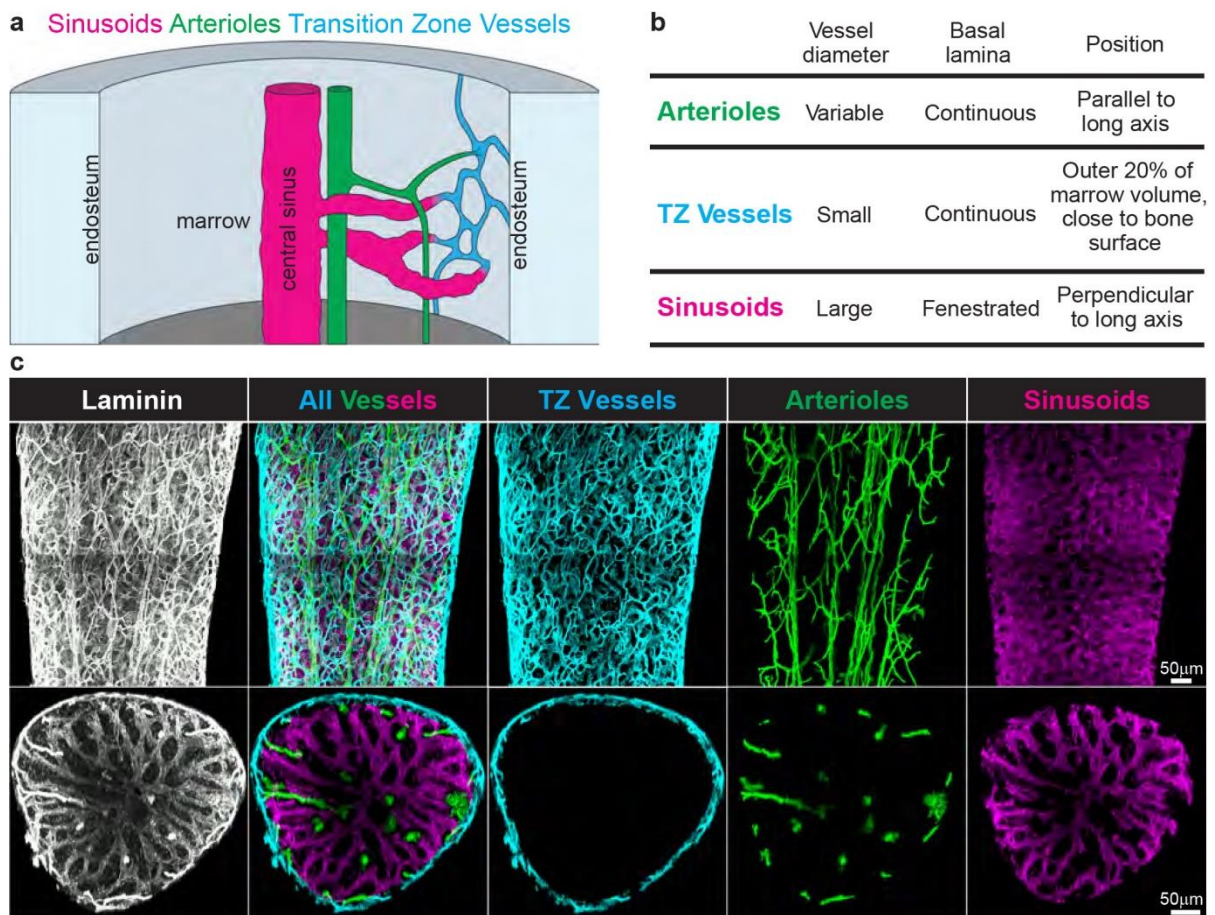 a
Sinusoids Arterioles Transition Zone Vessels
endosteum
marrow
central sinus
endosteum
b
Vessel
diameter
Basal
lamina
Position
Arterioles
Variable
Continuous
Parallel to
long axis
TZ Vessels
Small
Continuous
Outer 20% of
marrow volume,
close to bone
surface
Sinusoids
Large
Fenestrated
Perpendicular
to long axis
c
Laminin
All Vessels
TZ Vessels
Arterioles
Sinusoids
50µm
50µm